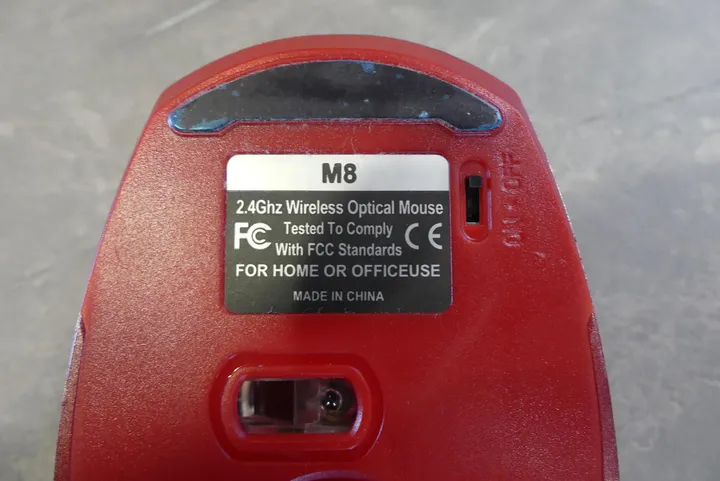 M8
2.4Ghz Wireless Optical Mouse
FC Tested To Comply CE
With FCC Standards
FOR HOME OR OFFICEUSE
MADE IN CHINA
ON OFF